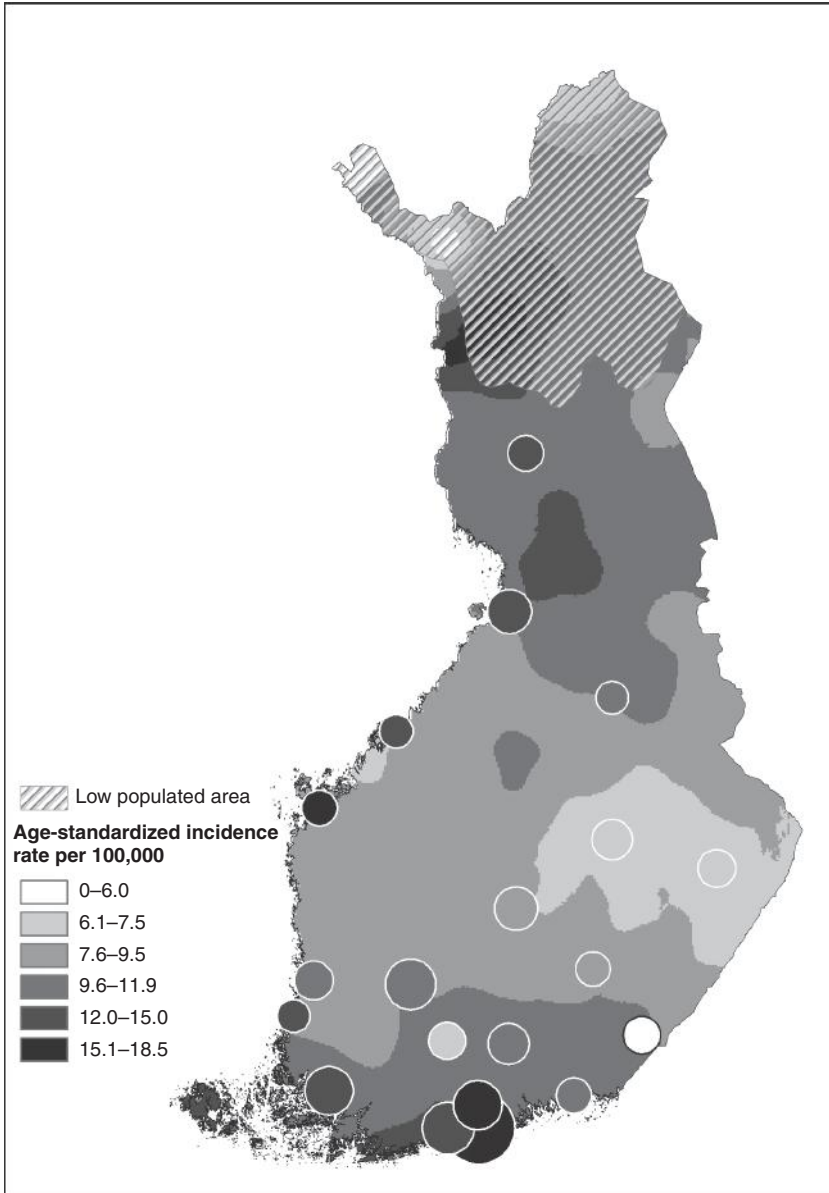 Low populated area
Age-standardized incidence
rate per 100,000
0–6.0
6.1–7.5
7.6–9.5
9.6–11.9
12.0–15.0
15.1–18.5